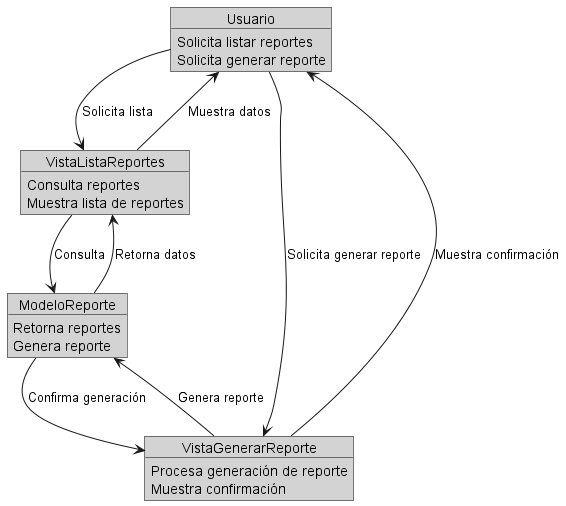 Usuario
Solicita listar reportes
Solicita generar reporte
Solicita lista
Muestra datos
VistaListaReportes
Consulta reportes
Muestra lista de reportes
Consulta
Retorna datos
Solicita generar reporte
Muestra confirmación
ModeloReporte
Retorna reportes
Genera reporte
Confirma generación
Genera reporte
VistaGenerarReporte
Procesa generación de reporte
Muestra confirmación